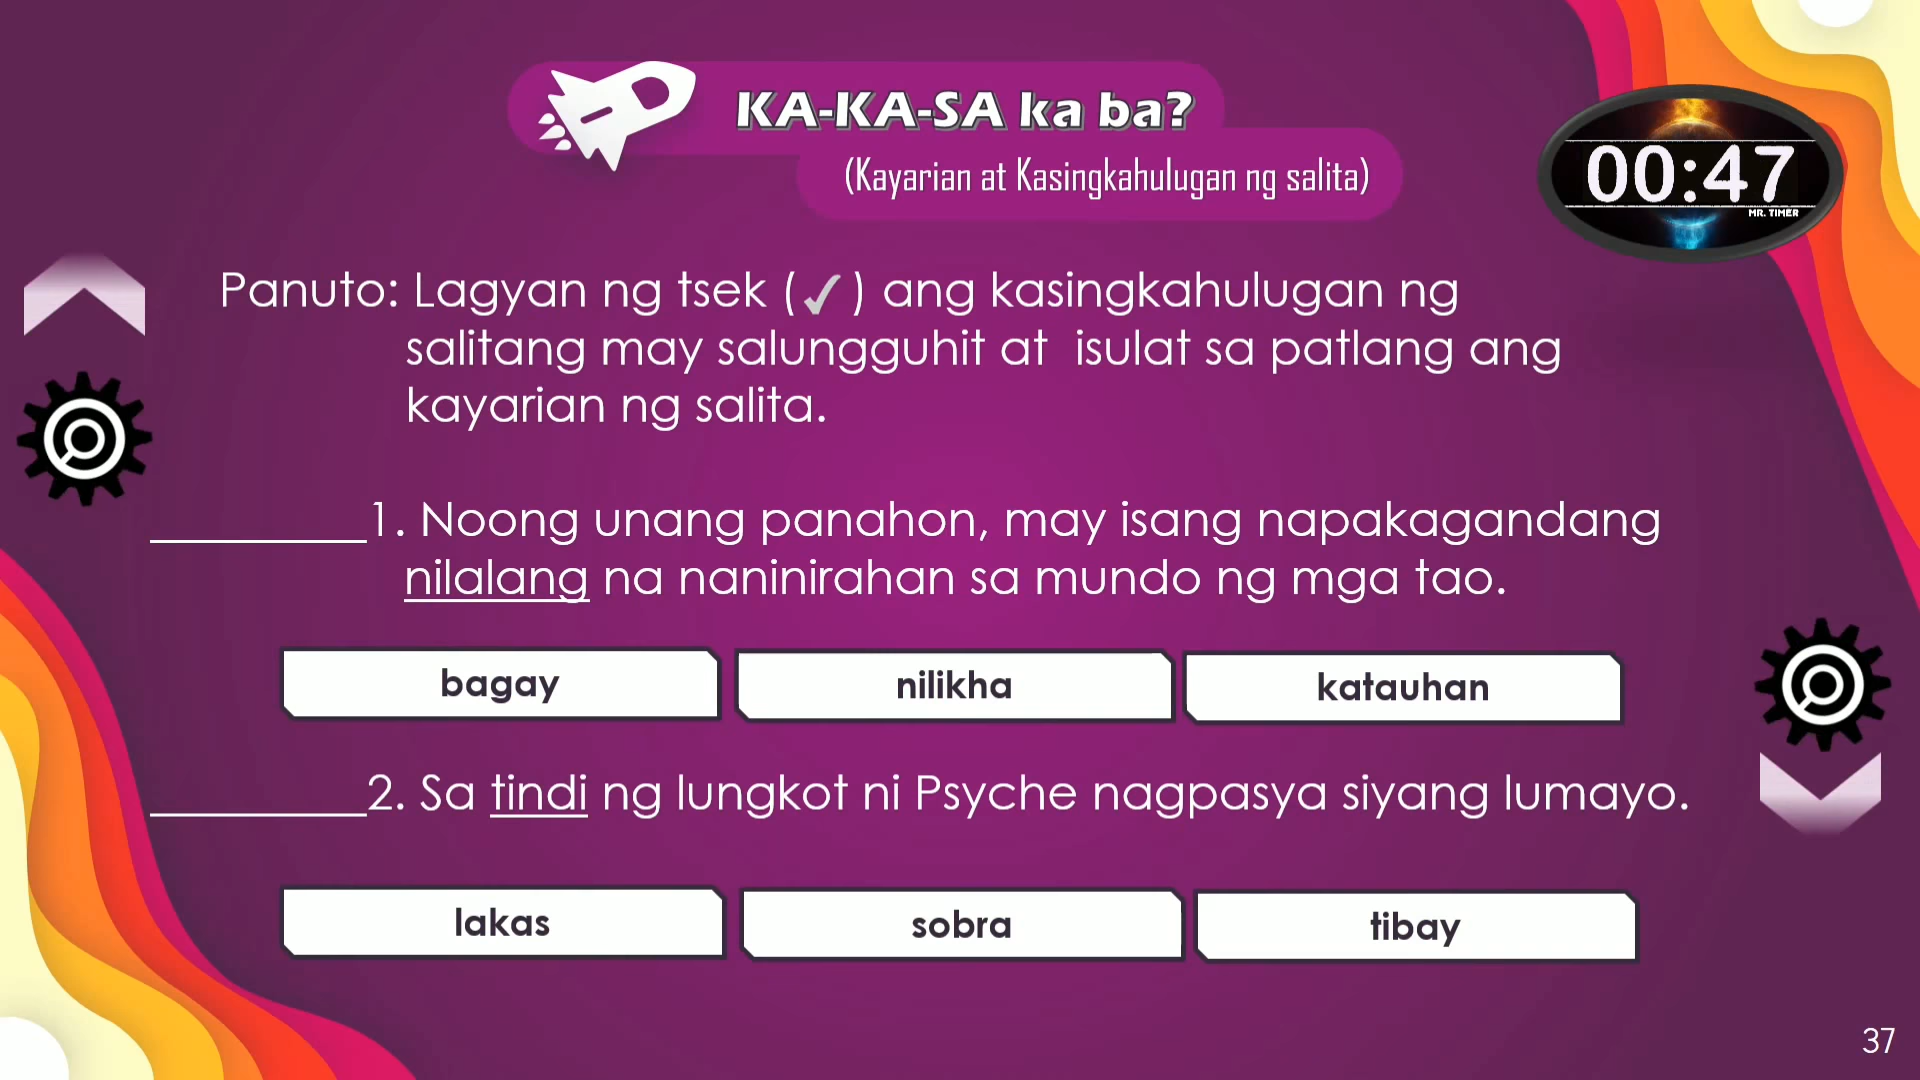 KA-KA-SA ka ba?
(Kayarian at Kasingkahulugan ng salita)
00:47
MR. TIMER
Panuto: Lagyan ng tsek (✓) ang kasingkahulugan ng
salitang may salungguhit at isulat sa patlang ang
kayarian ng salita.
_________1. Noong unang panahon, may isang napakagandang
nilalang na naninirahan sa mundo ng mga tao.
bagay
nilikha
katauhan
_________2. Sa tindi ng lungkot ni Psyche nagpasya siyang lumayo.
lakas
sobra
tibay
37